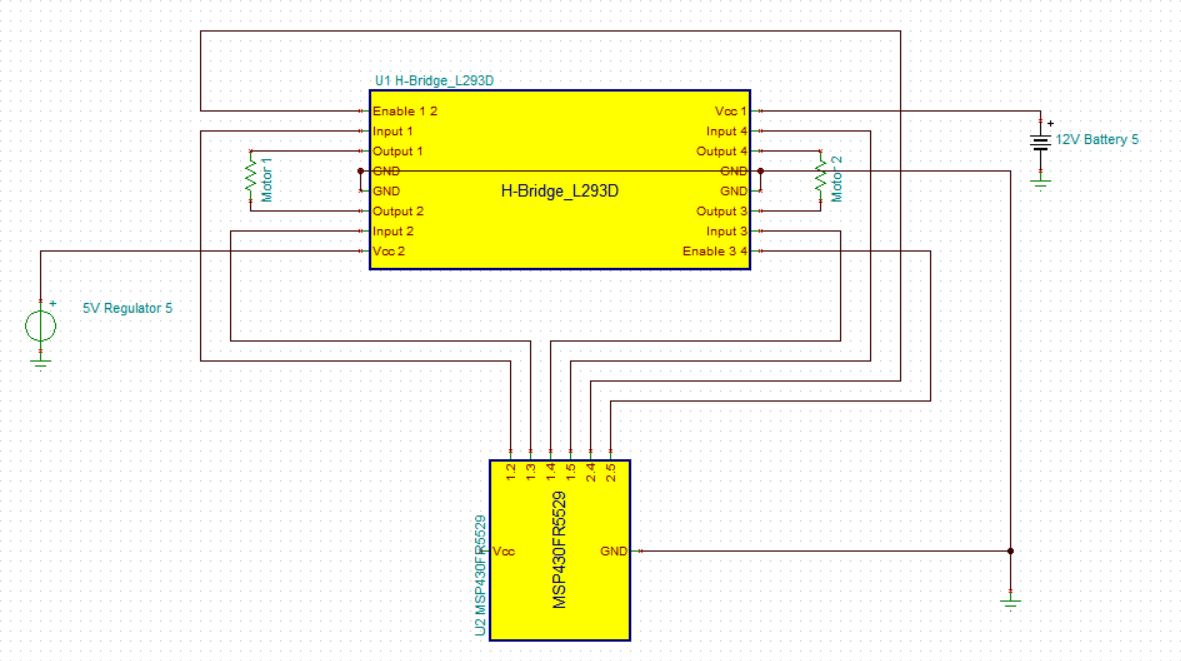 U1 H-Bridge_L293D
Enable 1 2
Input 1
Output 1
GND
GND
Output 2
Input 2
Vcc 2
H-Bridge_L293D
Vcc 1
Input 4
Output 4
GND
GND
Output 3
Input 3
Enable 3 4
Motor 1
Motor 2
+
12V Battery 5
+
5V Regulator 5
1.2
1.3
1.4
1.5
2.4
2.5
Vcc
MSP430FR5529
GND
U2 MSP430FR5529